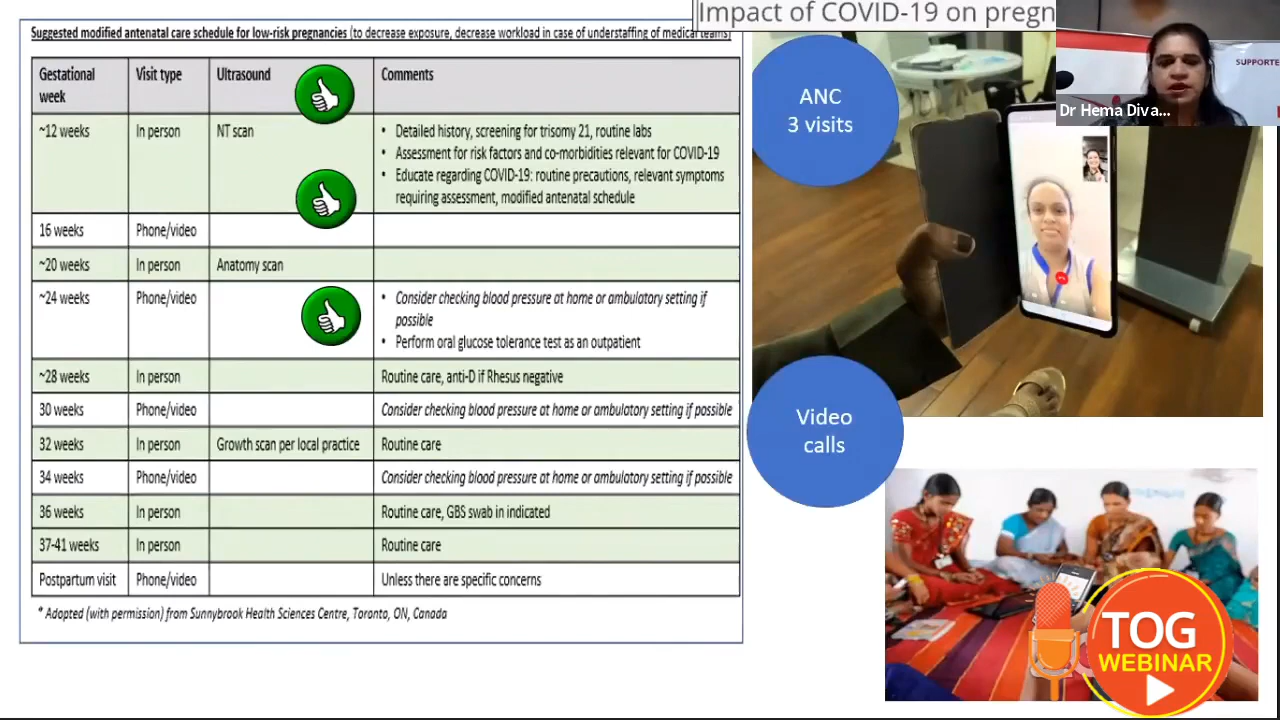 Impact of COVID-19 on pregn
Suggested modified antenatal care schedule for low-risk pregnancies (to decrease exposure, decrease workload in case of understaffing of medical teams)
Gestational week Visit type Ultrasound Comments
~12 weeks In person NT scan
• Detailed history, screening for trisomy 21, routine labs
• Assessment for risk factors and co-morbidities relevant for COVID-19
• Educate regarding COVID-19: routine precautions, relevant symptoms
requiring assessment, modified antenatal schedule
16 weeks Phone/video
~20 weeks In person Anatomy scan
~24 weeks Phone/video
• Consider checking blood pressure at home or ambulatory setting if
possible
• Perform oral glucose tolerance test as an outpatient
~28 weeks In person Routine care, anti-D if Rhesus negative
30 weeks Phone/video Consider checking blood pressure at home or ambulatory setting if possible
32 weeks In person Growth scan per local practice Routine care
34 weeks Phone/video Consider checking blood pressure at home or ambulatory setting if possible
36 weeks In person Routine care, GBS swab in indicated
37-41 weeks In person Routine care
Postpartum visit Phone/video Unless there are specific concerns
* Adopted (with permission) from Sunnybrook Health Sciences Centre, Toronto, ON, Canada
ANC
3 visits
Video
calls
SUPPORTE
Dr Hema Diva...
TOG
WEBINAR